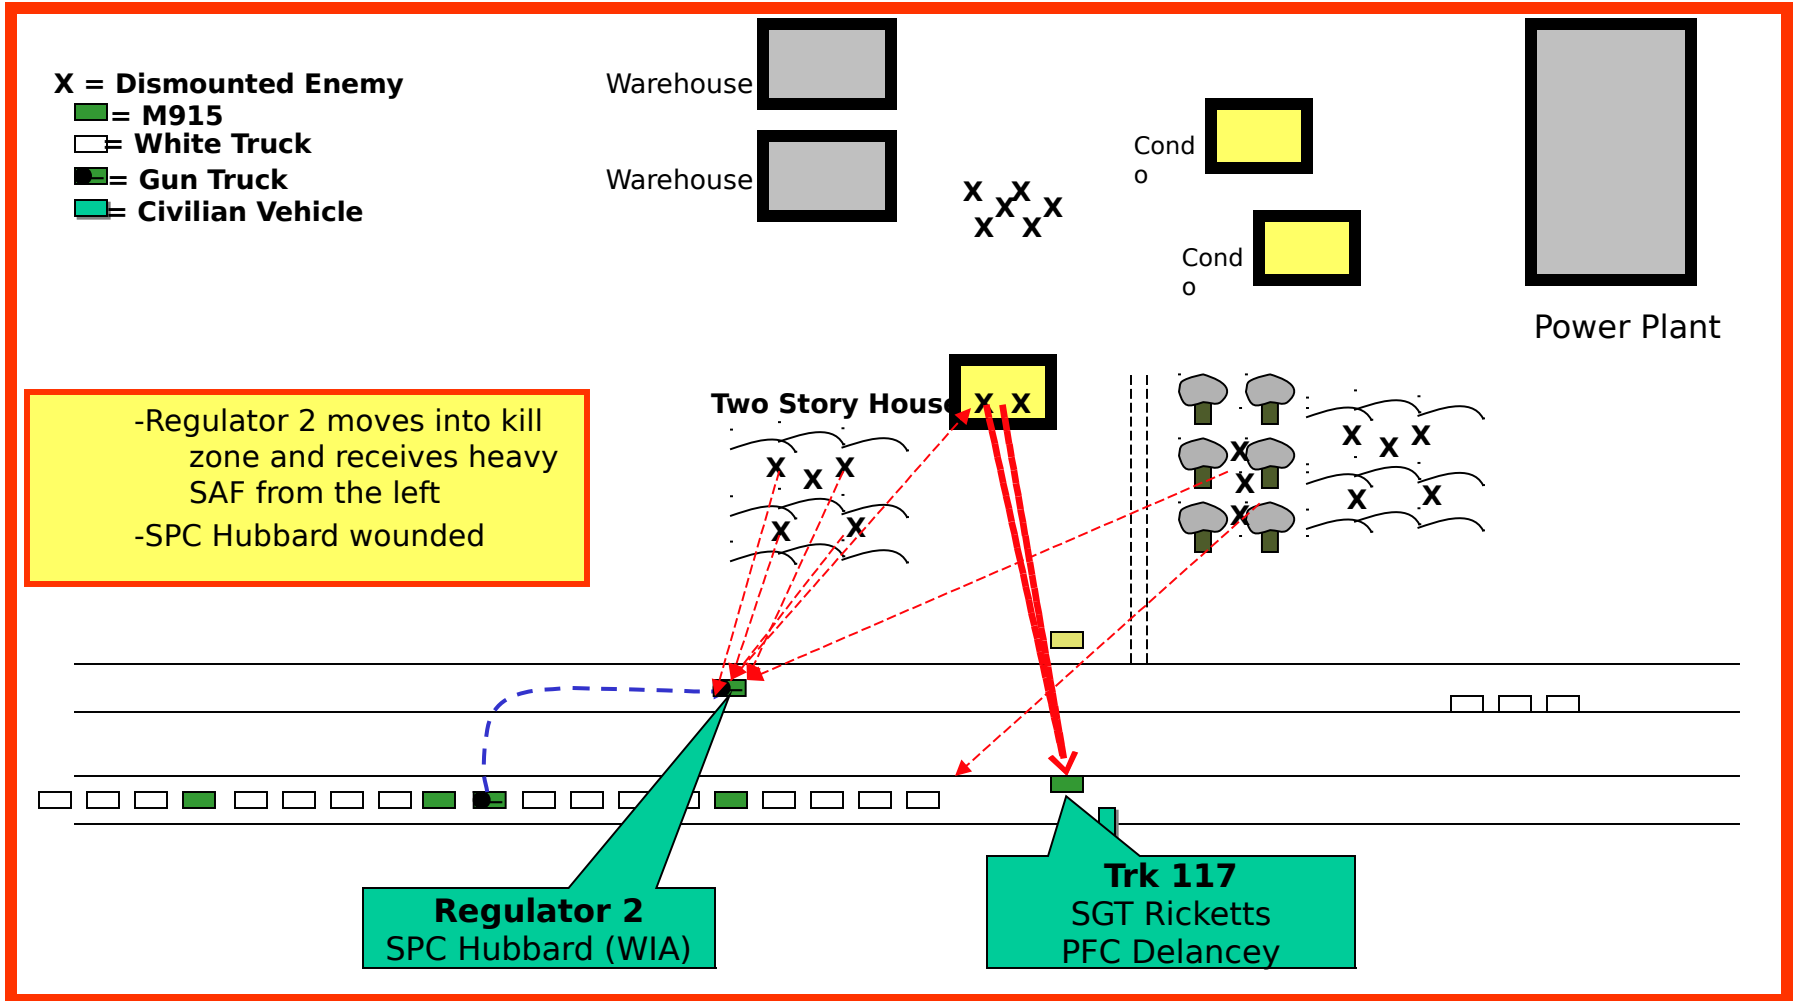 X = Dismounted Enemy
= M915
= White Truck
= Gun Truck
= Civilian Vehicle
Warehouse
Warehouse
Cond
o
Cond
o
Power Plant
X X
X X
X X
Two Story House
X X
-Regulator 2 moves into kill
zone and receives heavy
SAF from the left
-SPC Hubbard wounded
X X
X
X X
X
X
X
X X
X
X X
Regulator 2
SPC Hubbard (WIA)
Trk 117
SGT Ricketts
PFC Delancey